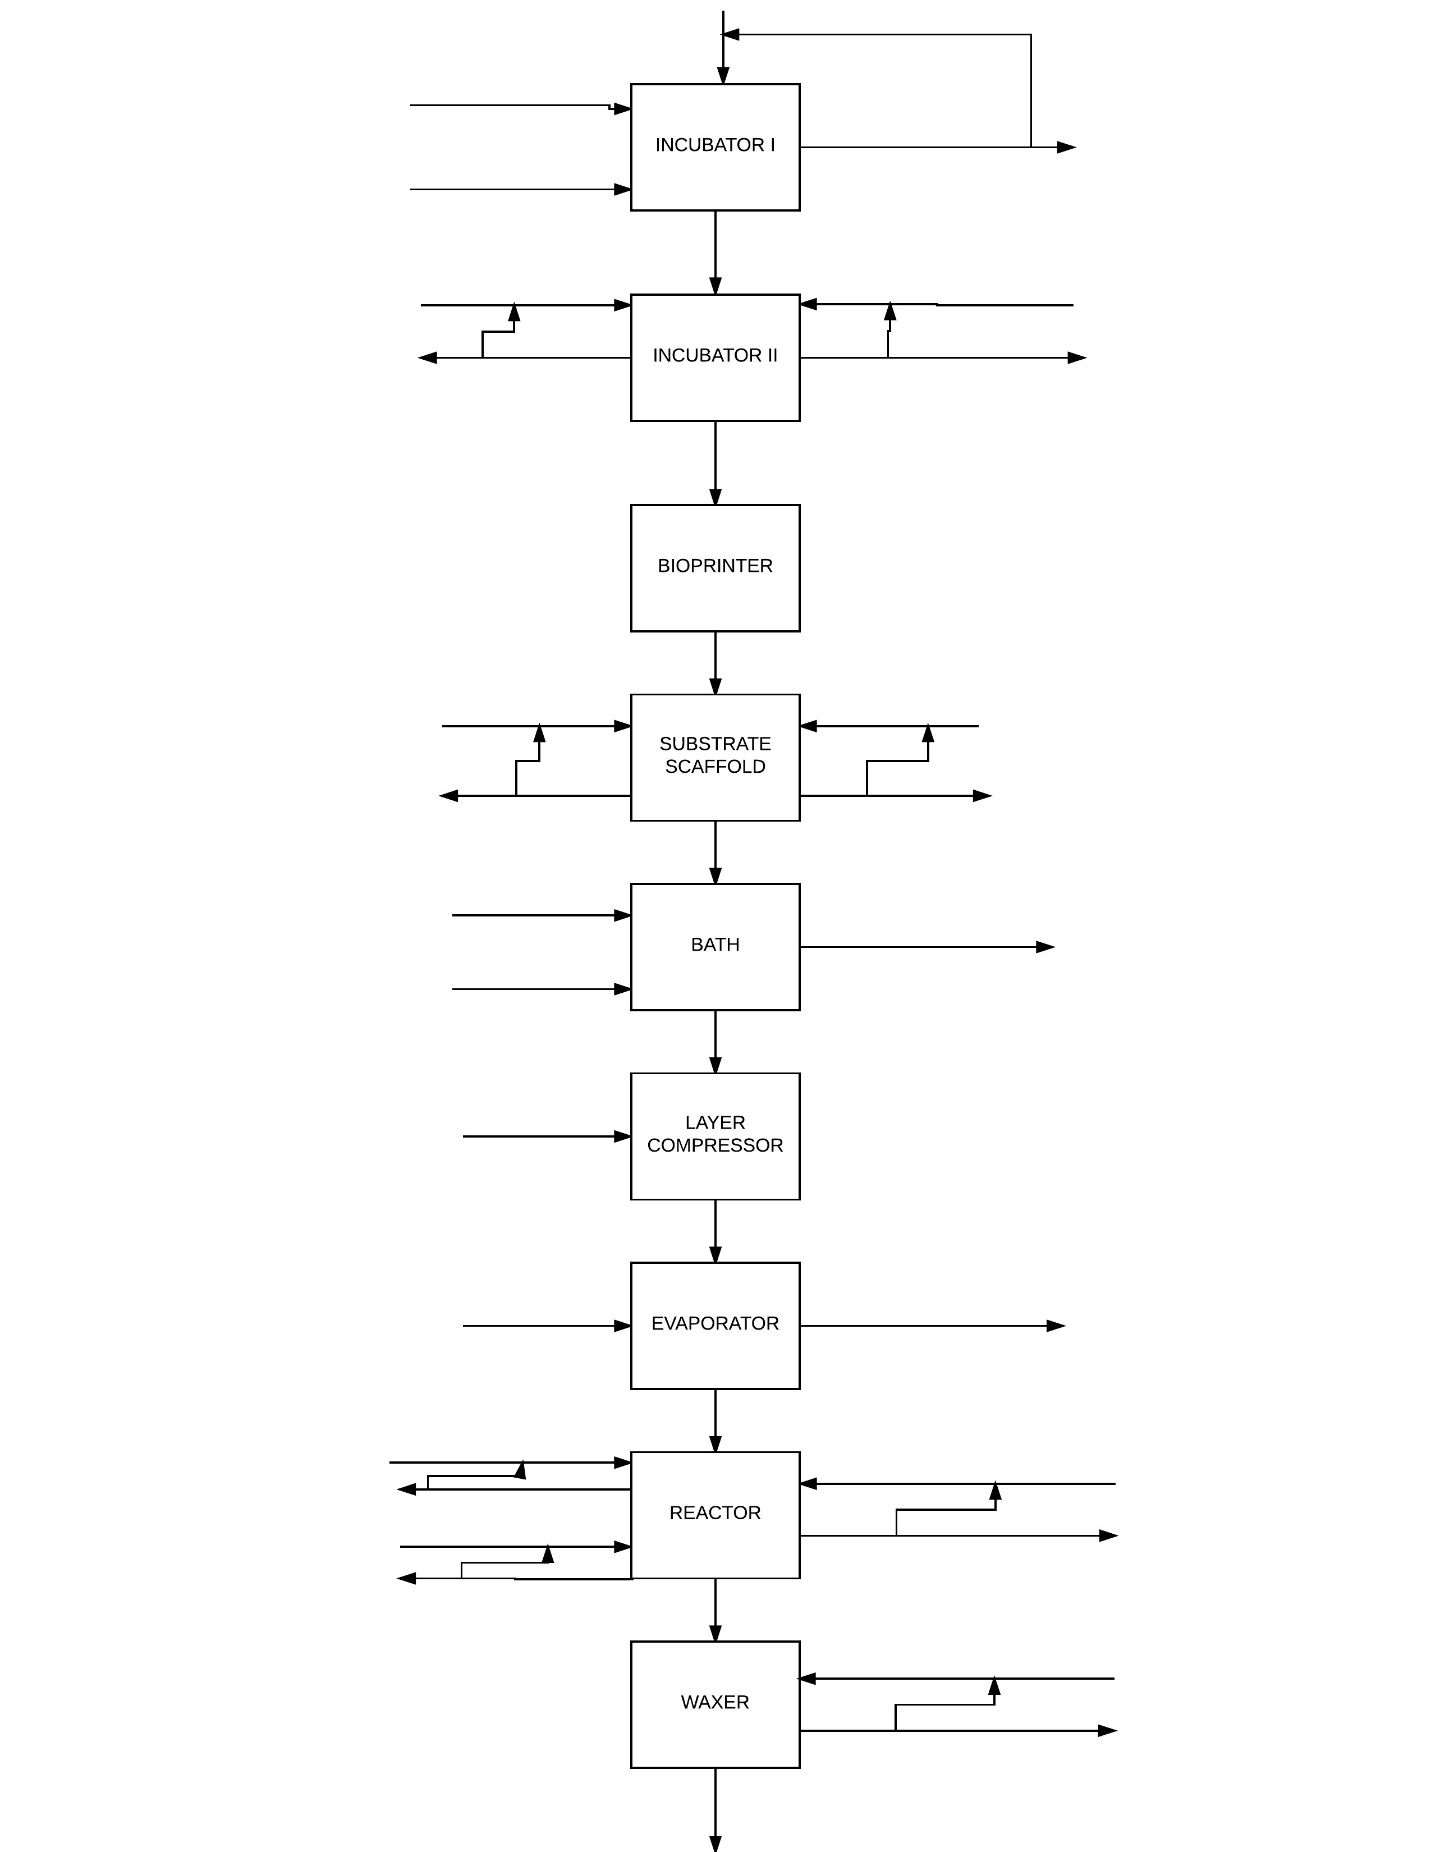 INCUBATOR I
INCUBATOR II
BIOPRINTER
SUBSTRATE
SCAFFOLD
BATH
LAYER
COMPRESSOR
EVAPORATOR
REACTOR
WAXER